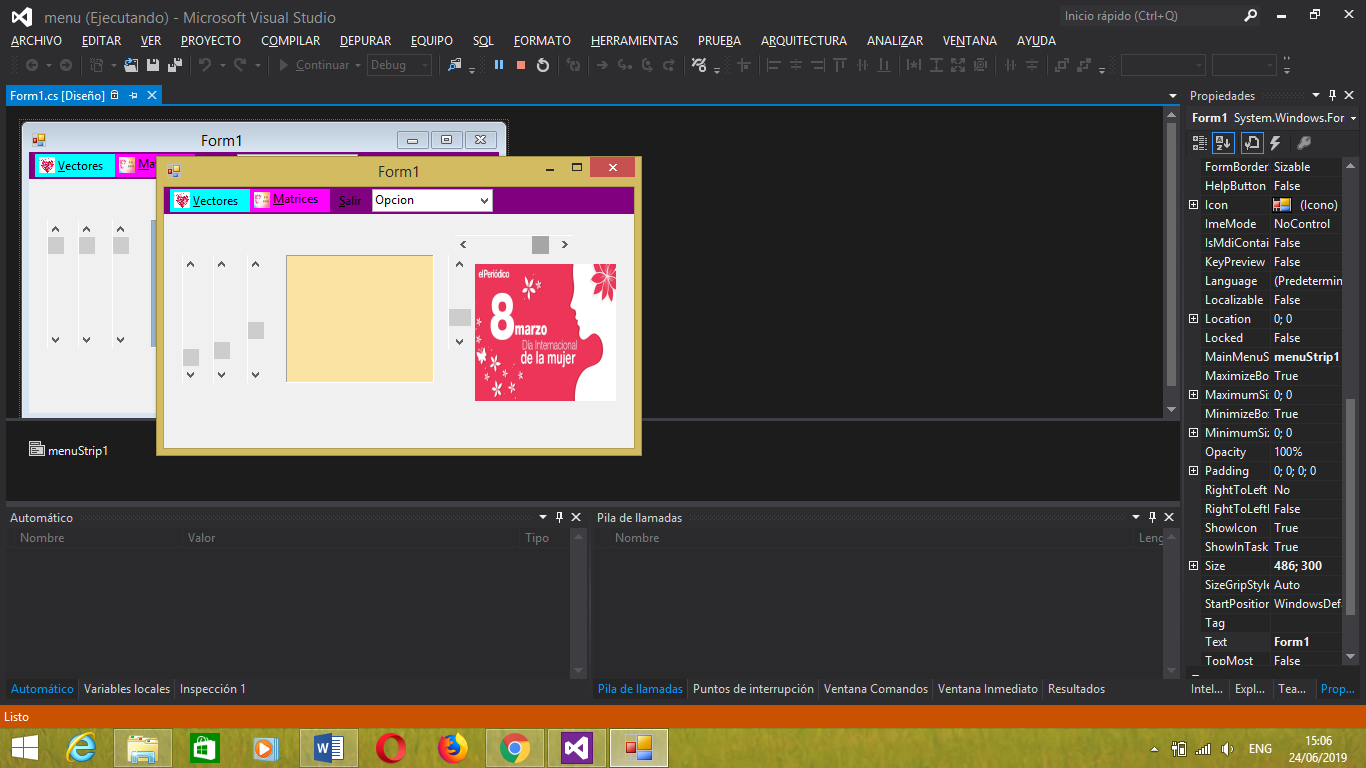 menu (Ejecutando) - Microsoft Visual Studio
Inicio rápido (Ctrl+Q)
ARCHIVO EDITAR VER PROYECTO COMPILAR DEPURAR EQUIPO SQL FORMATO HERRAMIENTAS PRUEBA ARQUITECTURA ANALIZAR VENTANA AYUDA
Continuar Debug
Form1.cs [Diseño]
Form1
Vectores Ma
Form1
Vectores Matrices Salir Opcion
elPeriódico
8 marzo
Día Internacional
de la mujer
menuStrip1
Automático
Nombre Valor Tipo
Automático Variables locales Inspección 1
Pila de llamadas
Nombre Leng
Pila de llamadas Puntos de interrupción Ventana Comandos Ventana Inmediato Resultados
Propiedades
Form1 System.Windows.For
FormBorder Sizable
HelpButton False
Icon (Icono)
ImeMode NoControl
IsMdiContai False
KeyPreview False
Language (Predetermin
Localizable False
Location 0; 0
Locked False
MainMenuS menuStrip1
MaximizeBo True
MaximumSi 0; 0
MinimizeBo True
MinimumSi 0; 0
Opacity 100%
Padding 0; 0; 0; 0
RightToLeft No
RightToLeftl False
ShowIcon True
ShowInTask True
Size 486; 300
SizeGripStyle Auto
StartPosition WindowsDef
Tag
Text Form1
TopMost False
Intel... Expl... Tea... Prop...
Listo
ENG
15:06
24/06/2019